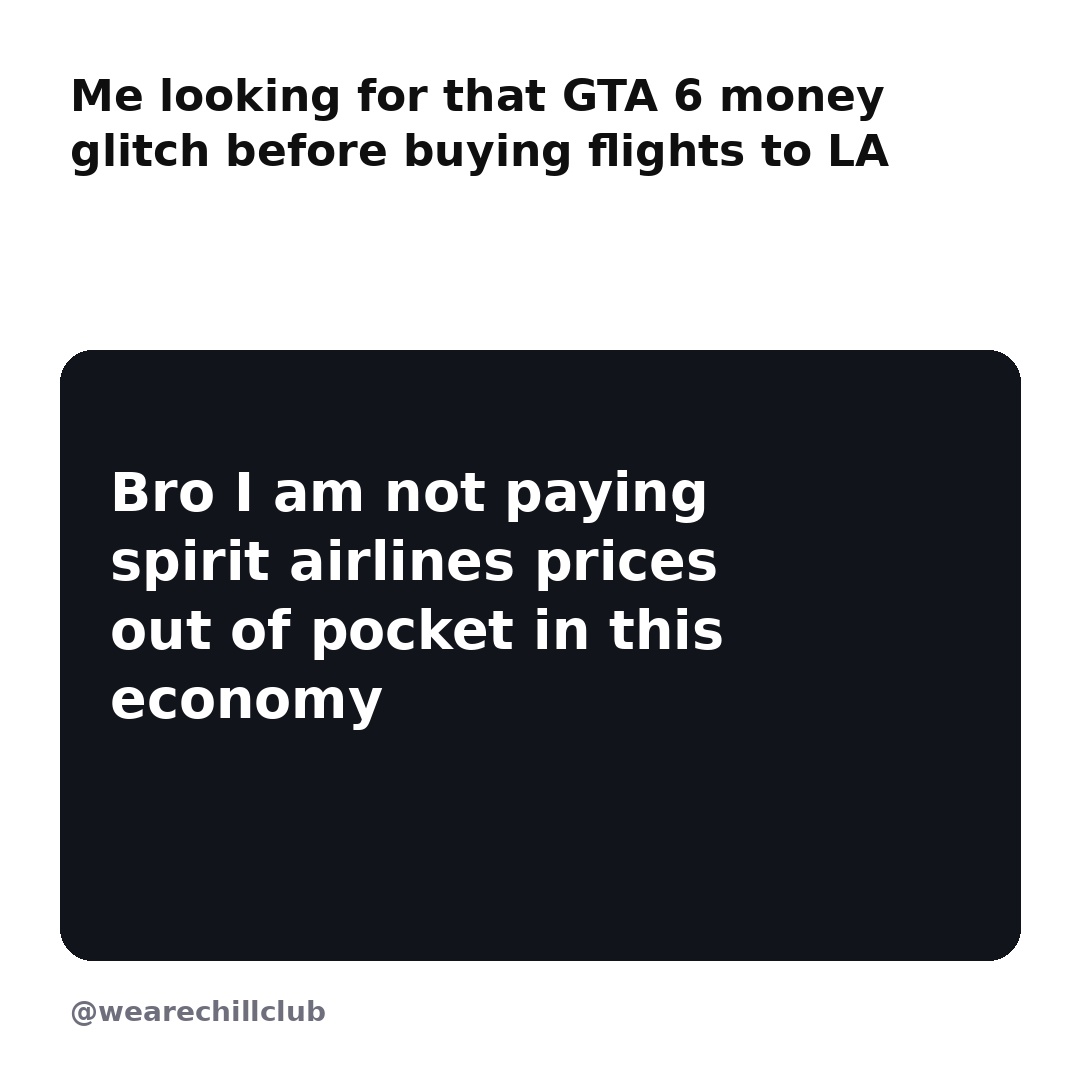 Me looking for that GTA 6 money
glitch before buying flights to LA
Bro I am not paying
spirit airlines prices
out of pocket in this
economy
@wearechillclub